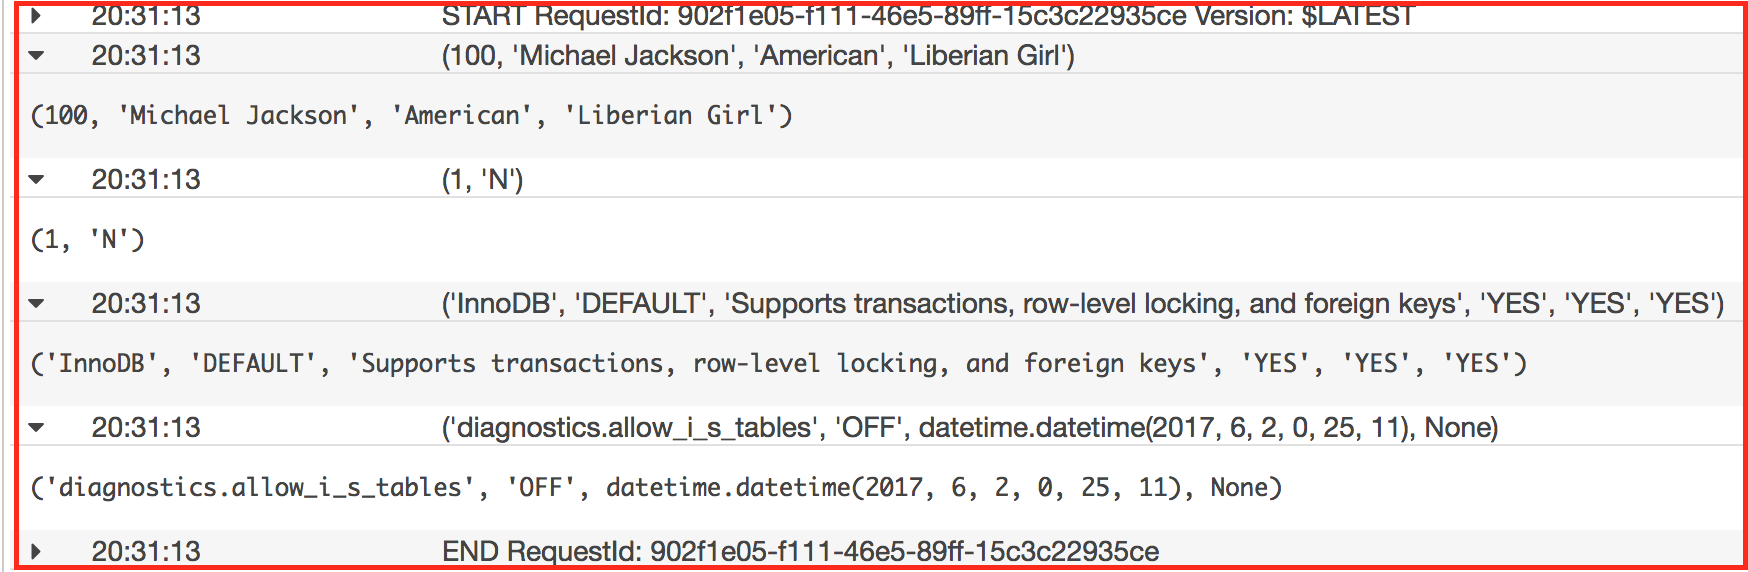 20:31:13 START RequestId: 902f1e05-f111-46e5-89ff-15c3c22935ce Version: $LATEST
20:31:13 (100, 'Michael Jackson', 'American', 'Liberian Girl')
(100, 'Michael Jackson', 'American', 'Liberian Girl')
20:31:13 (1, 'N')
(1, 'N')
20:31:13 ('InnoDB', 'DEFAULT', 'Supports transactions, row-level locking, and foreign keys', 'YES', 'YES', 'YES')
('InnoDB', 'DEFAULT', 'Supports transactions, row-level locking, and foreign keys', 'YES', 'YES', 'YES')
20:31:13 ('diagnostics.allow_i_s_tables', 'OFF', datetime.datetime(2017, 6, 2, 0, 25, 11), None)
('diagnostics.allow_i_s_tables', 'OFF', datetime.datetime(2017, 6, 2, 0, 25, 11), None)
20:31:13 END RequestId: 902f1e05-f111-46e5-89ff-15c3c22935ce